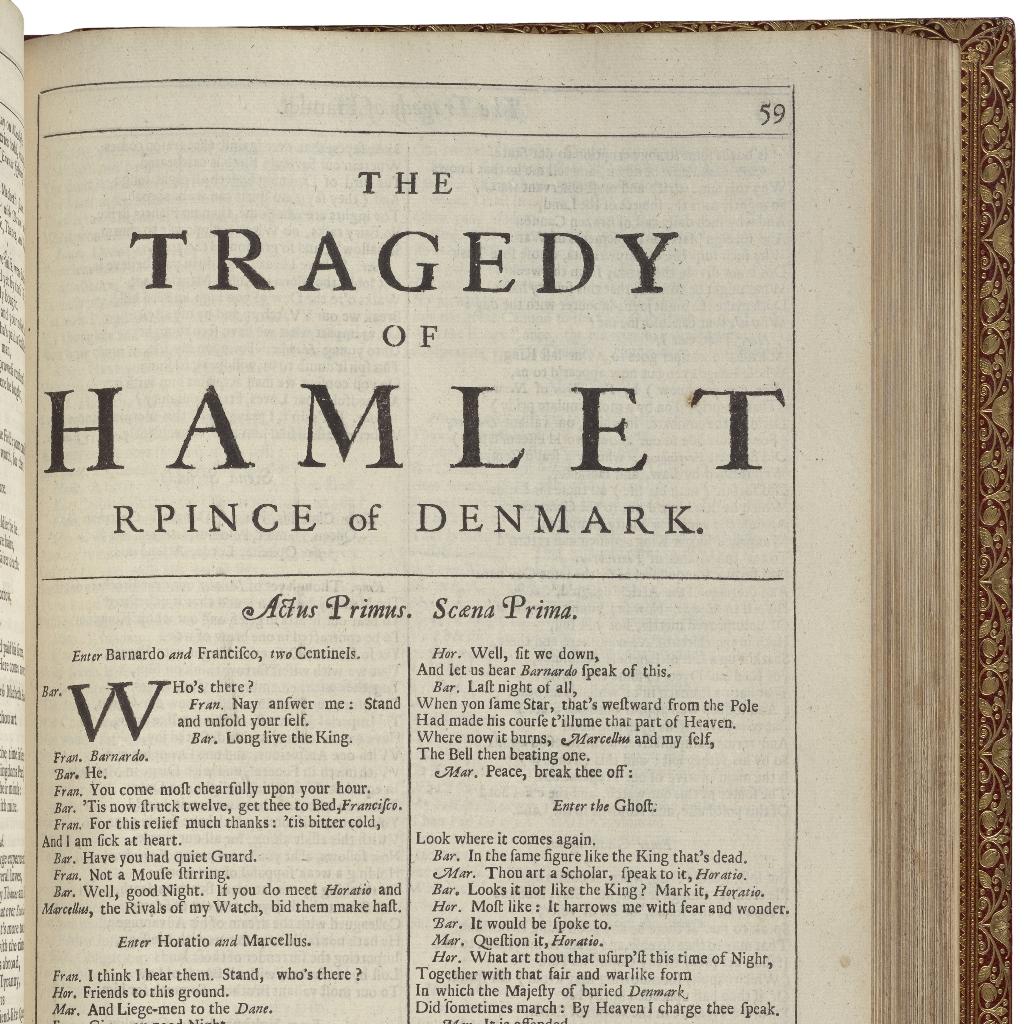 59
THE
TRAGEDY
OF
HAMLET
RPINCE of DENMARK.
Actus Primus. Scæna Prima.
Enter Barnardo and Franciſco, two Centinels.
Bar. WHo's there?
Fran. Nay anſwer me: Stand
and unfold your ſelf.
Bar. Long live the King.
Fran. Barnardo.
Bar. He.
Fran. You come moſt chearfully upon your hour.
Bar. 'Tis now ſtruck twelve, get thee to Bed, Franciſco.
Fran. For this relief much thanks: 'tis bitter cold,
And I am ſick at heart.
Bar. Have you had quiet Guard.
Fran. Not a Mouſe ſtirring.
Bar. Well, good Night. If you do meet Horatio and
Marcellus, the Rivals of my Watch, bid them make haſt.
Enter Horatio and Marcellus.
Fran. I think I hear them. Stand, who's there?
Hor. Friends to this ground.
Mar. And Liege-men to the Dane.
Hor. Well, ſit we down,
And let us hear Barnardo ſpeak of this.
Bar. Laſt night of all,
When yon ſame Star, that's weſtward from the Pole
Had made his courſe t'illume that part of Heaven.
Where now it burns, Marcellus and my ſelf,
The Bell then beating one.
Mar. Peace, break thee off:
Enter the Ghoſt.
Look where it comes again.
Bar. In the ſame figure like the King that's dead.
Mar. Thou art a Scholar, ſpeak to it, Horatio.
Bar. Looks it not like the King? Mark it, Horatio.
Hor. Moſt like: It harrows me with fear and wonder.
Bar. It would be ſpoke to.
Mar. Queſtion it, Horatio.
Hor. What art thou that uſurp'ſt this time of Night,
Together with that fair and warlike form
In which the Majeſty of buried Denmark
Did ſometimes march: By Heaven I charge thee ſpeak.
Mar. It is offended.